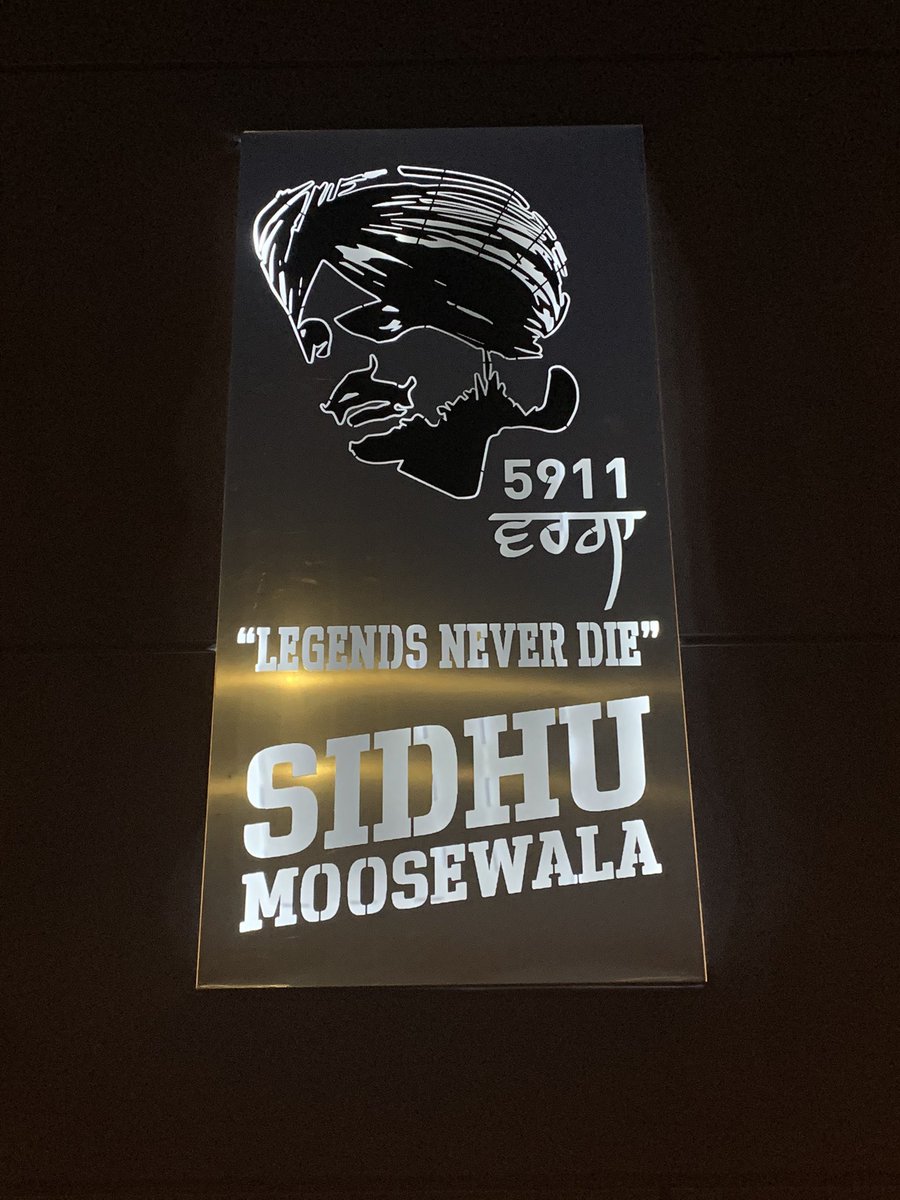 5911
ਵਰਗਾ
“LEGENDS NEVER DIE”
SIDHU
MOOSEWALA